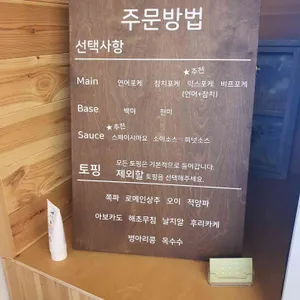 주문방법
선택사항
★추천
Main 연어포케 참치포케 믹스포케 비프포케
(연어+참치)
Base 백미 현미
★추천
Sauce 스파이시마요 소이소스 피넛소스
토핑 모든 토핑은 기본적으로 들어갑니다.
제외할 토핑을 선택해주세요.
쪽파 로메인상추 오이 적양파
아보카도 해초무침 날치알 후리카케
병아리콩 옥수수